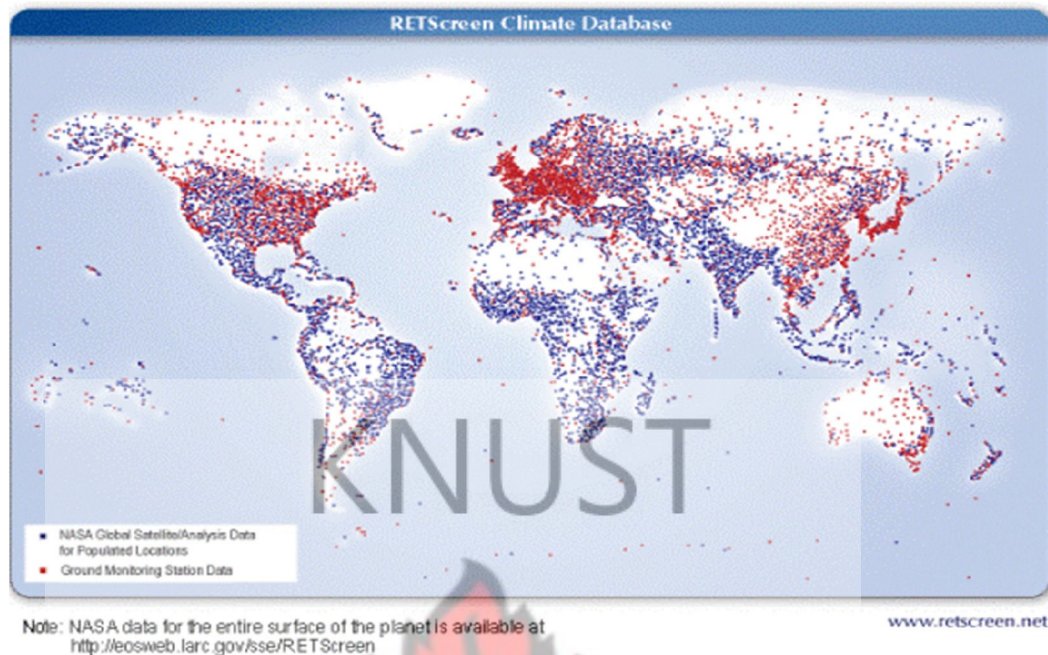 RETScreen Climate Database
KNUST
NASA Global Satellite/Analysis Data
for Populated Locations
Ground Monitoring Station Data
Note: NASA data for the entire surface of the planet is available at
http://eosweb.larc.gov/sse/RETScreen
www.retscreen.net